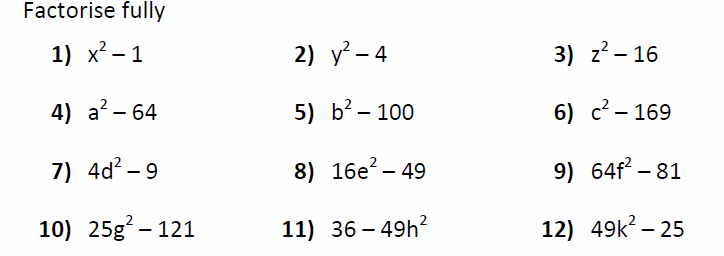 Factorise fully
1) x² – 1 2) y² – 4 3) z² – 16
4) a² – 64 5) b² – 100 6) c² – 169
7) 4d² – 9 8) 16e² – 49 9) 64f² – 81
10) 25g² – 121 11) 36 – 49h² 12) 49k² – 25